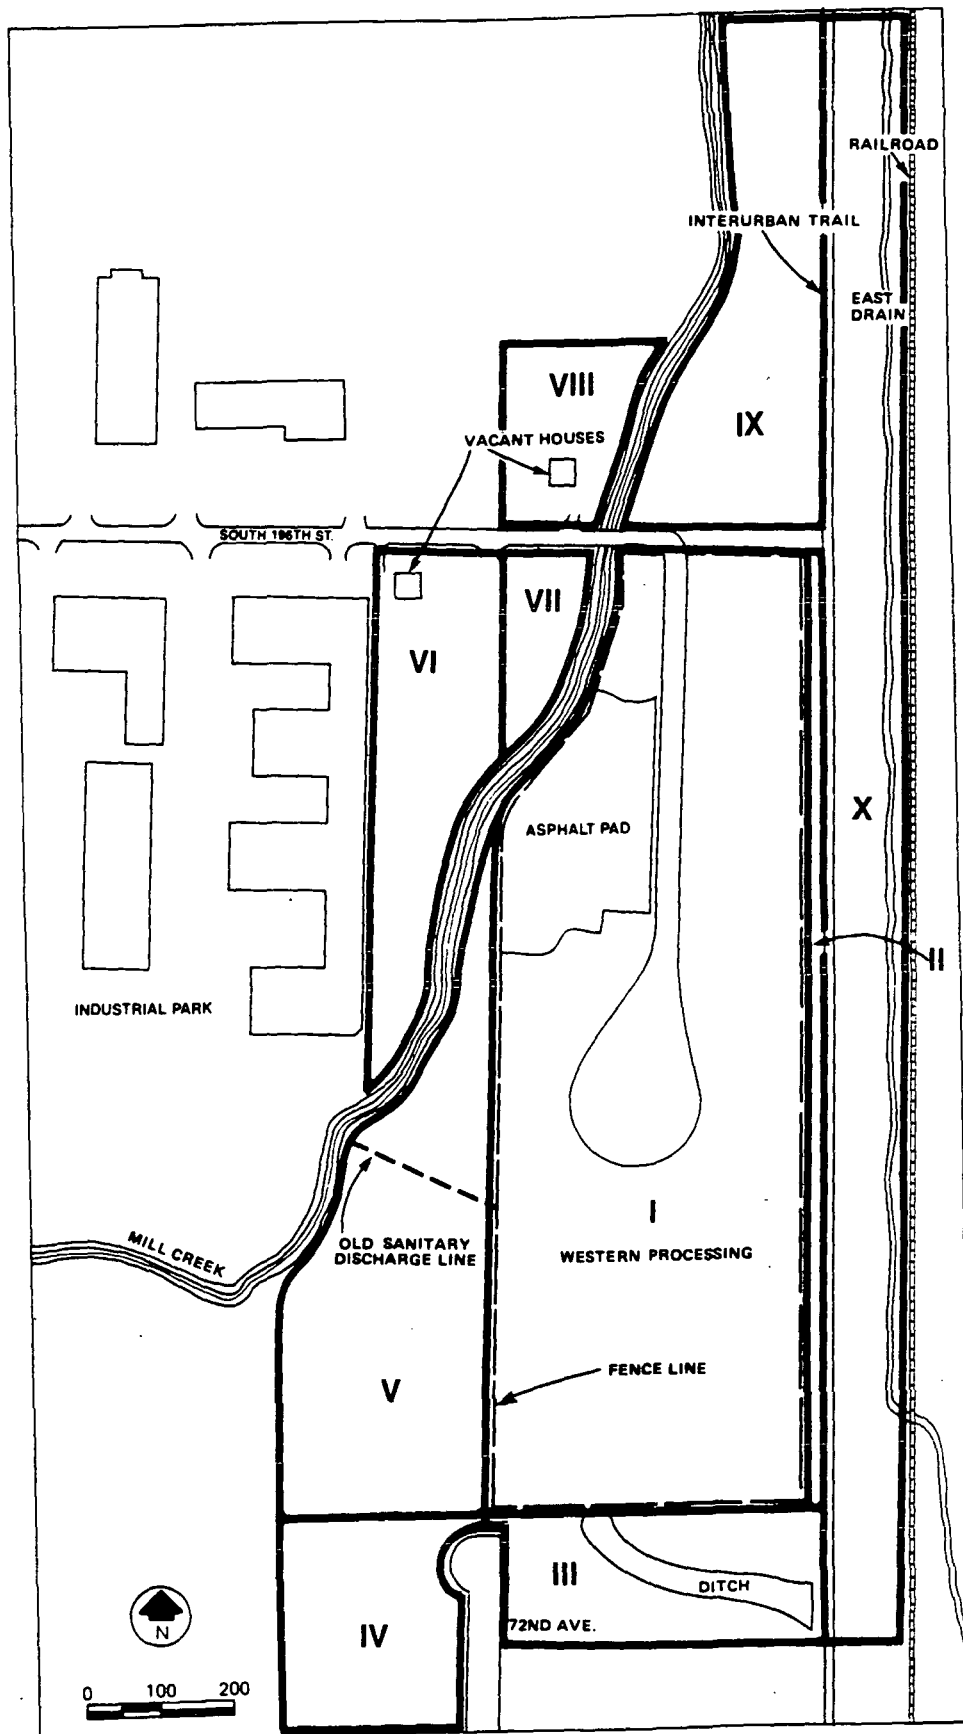 RAILROAD
INTERURBAN TRAIL
EAST
DRAIN
VIII
IX
VACANT HOUSES
SOUTH 196TH ST.
VII
VI
X
ASPHALT PAD
II
INDUSTRIAL PARK
I
MILL CREEK
OLD SANITARY
DISCHARGE LINE
WESTERN PROCESSING
FENCE LINE
V
III
DITCH
72ND AVE.
IV
N
0 100 200